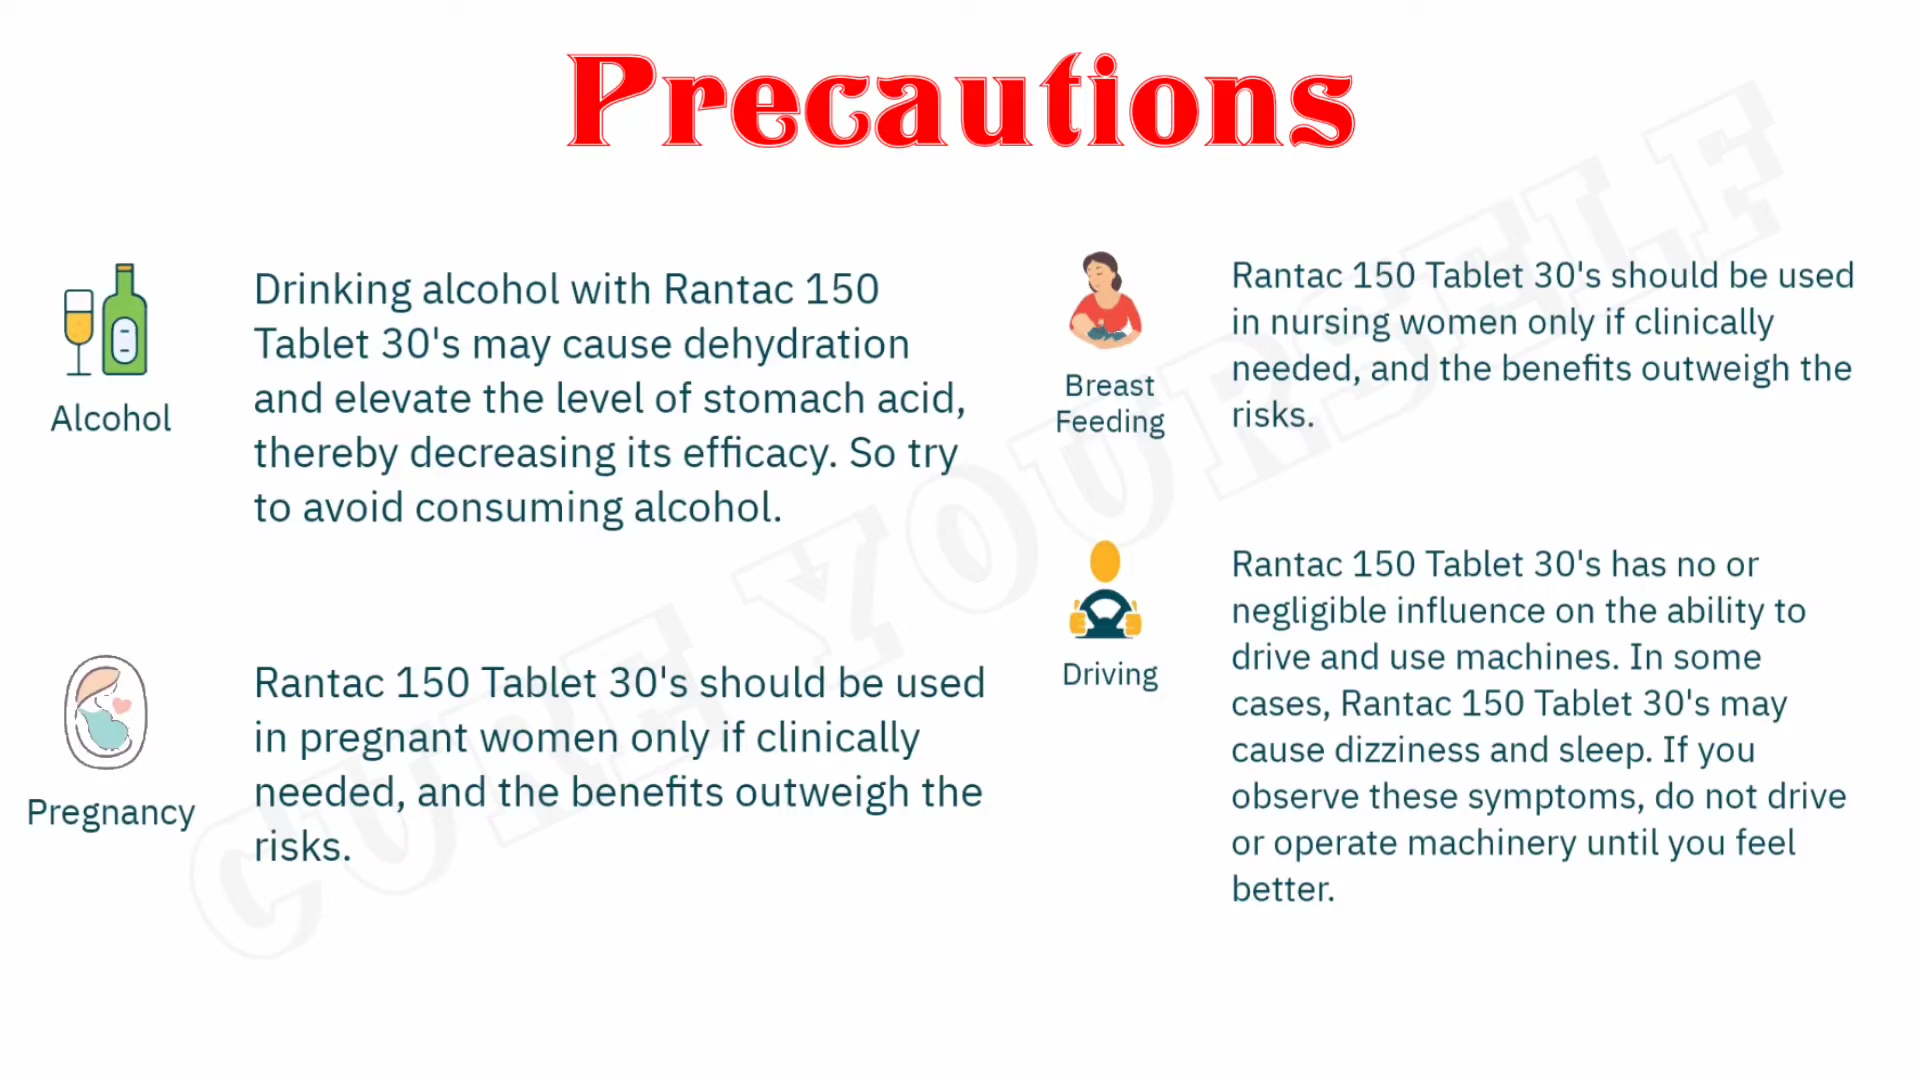 Precautions
Alcohol
Drinking alcohol with Rantac 150
Tablet 30's may cause dehydration
and elevate the level of stomach acid,
thereby decreasing its efficacy. So try
to avoid consuming alcohol.
Pregnancy
Rantac 150 Tablet 30's should be used
in pregnant women only if clinically
needed, and the benefits outweigh the
risks.
Breast
Feeding
Rantac 150 Tablet 30's should be used
in nursing women only if clinically
needed, and the benefits outweigh the
risks.
Driving
Rantac 150 Tablet 30's has no or
negligible influence on the ability to
drive and use machines. In some
cases, Rantac 150 Tablet 30's may
cause dizziness and sleep. If you
observe these symptoms, do not drive
or operate machinery until you feel
better.
CURE YOURSELF